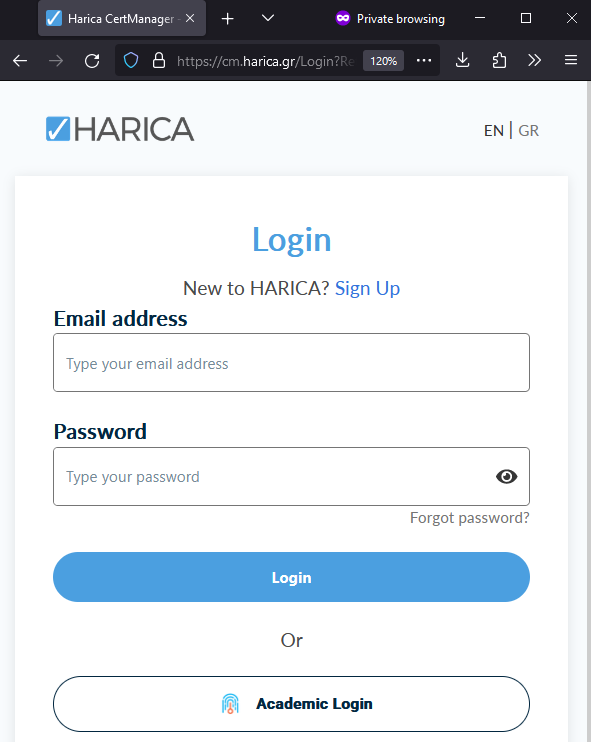 Harica CertManager -
Private browsing
https://cm.harica.gr/Login?Re
120%
HARICA
EN | GR
Login
New to HARICA? Sign Up
Email address
Type your email address
Password
Type your password
Forgot password?
Login
Or
Academic Login